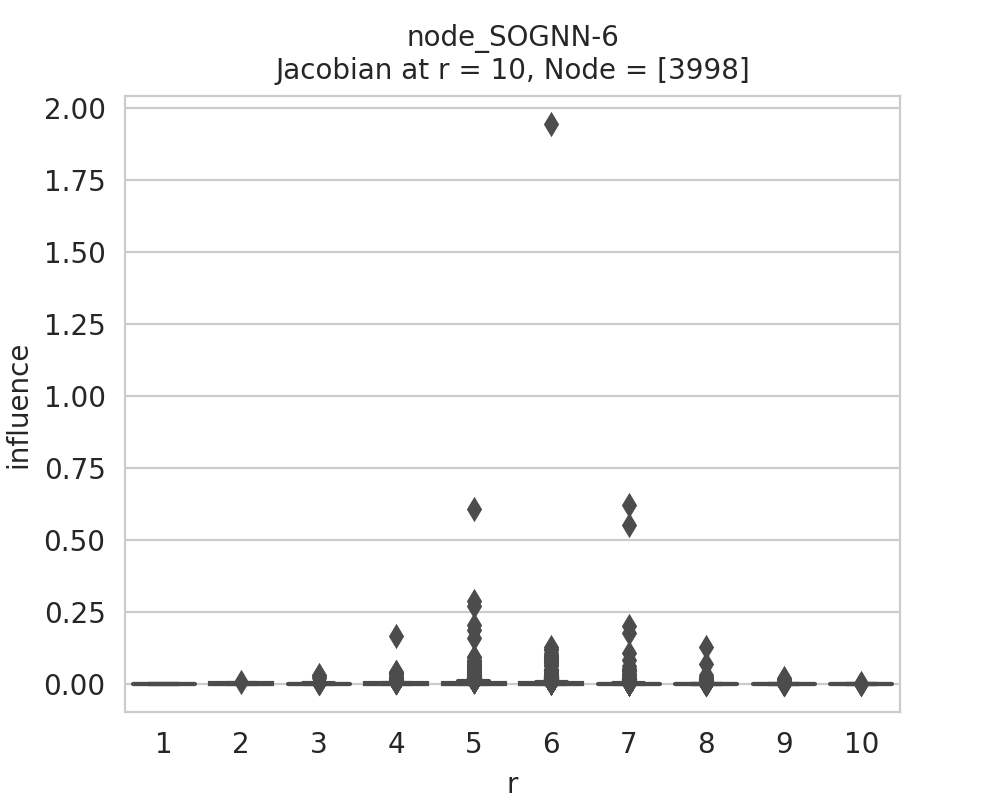 node_SOGNN-6
Jacobian at r = 10, Node = [3998]
2.00
1.75
1.50
1.25
1.00
0.75
0.50
0.25
0.00
influence
1 2 3 4 5 6 7 8 9 10
r